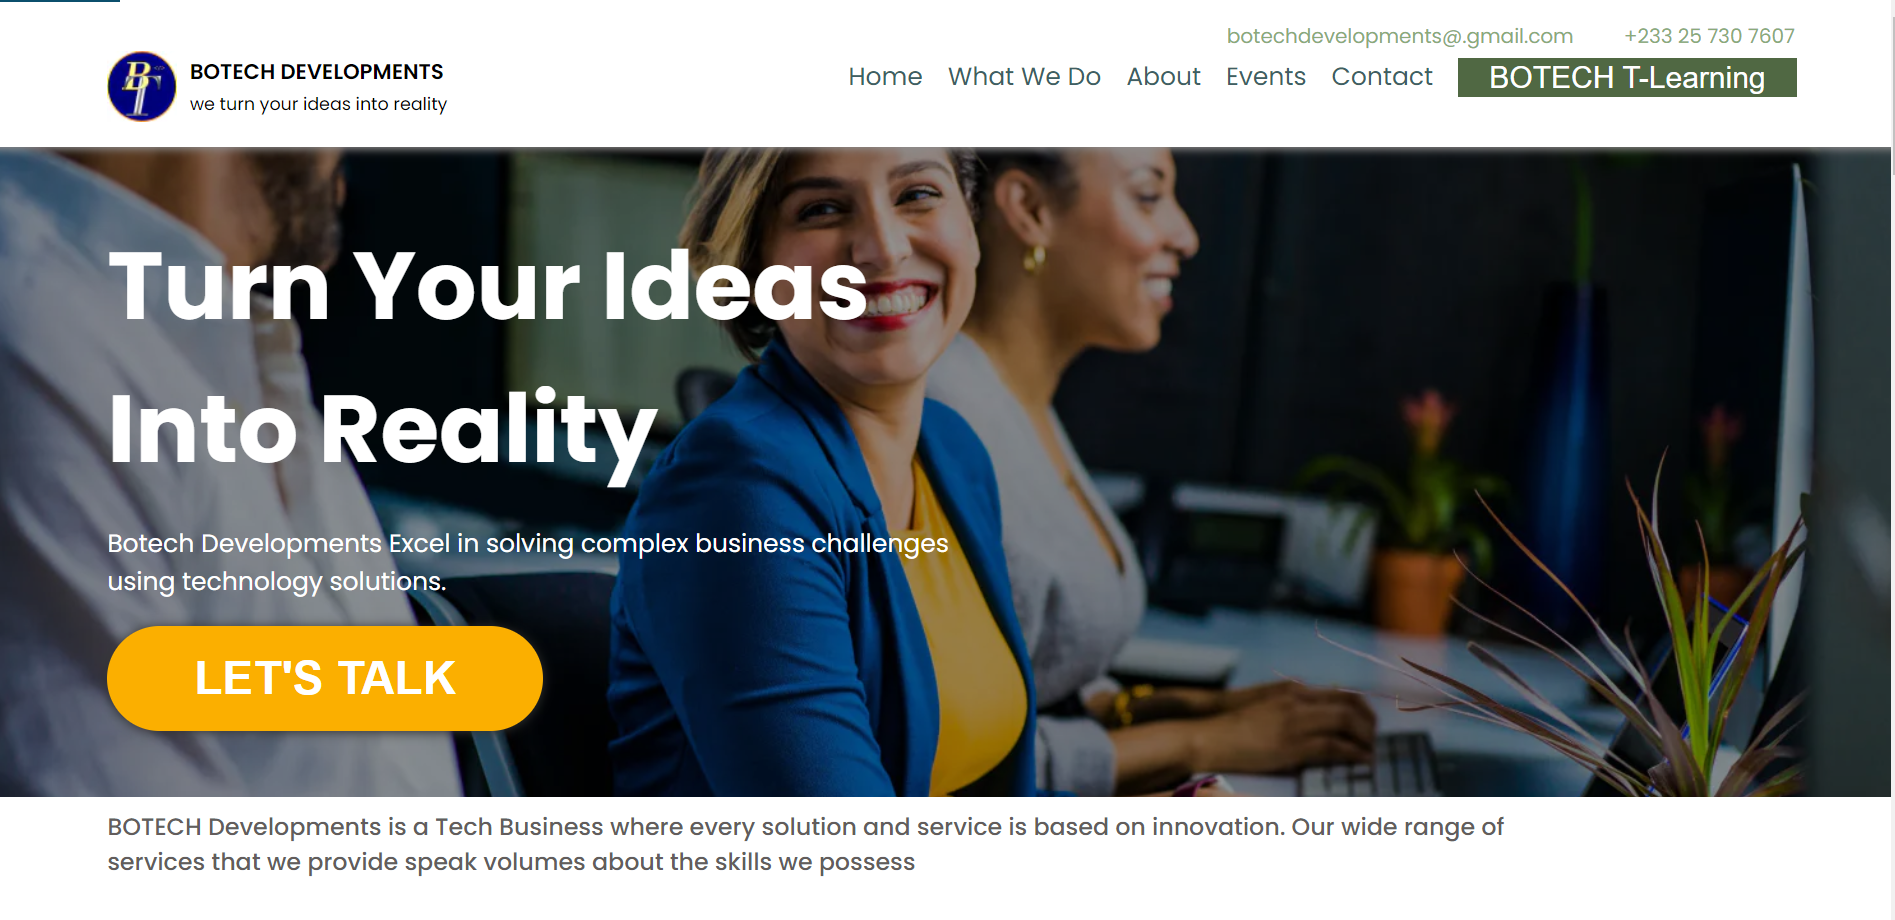 botechdevelopments@.gmail.com +233 25 730 7607
BT
BOTECH DEVELOPMENTS
we turn your ideas into reality
Home What We Do About Events Contact BOTECH T-Learning
Turn Your Ideas
Into Reality
Botech Developments Excel in solving complex business challenges
using technology solutions.
LET'S TALK
BOTECH Developments is a Tech Business where every solution and service is based on innovation. Our wide range of
services that we provide speak volumes about the skills we possess